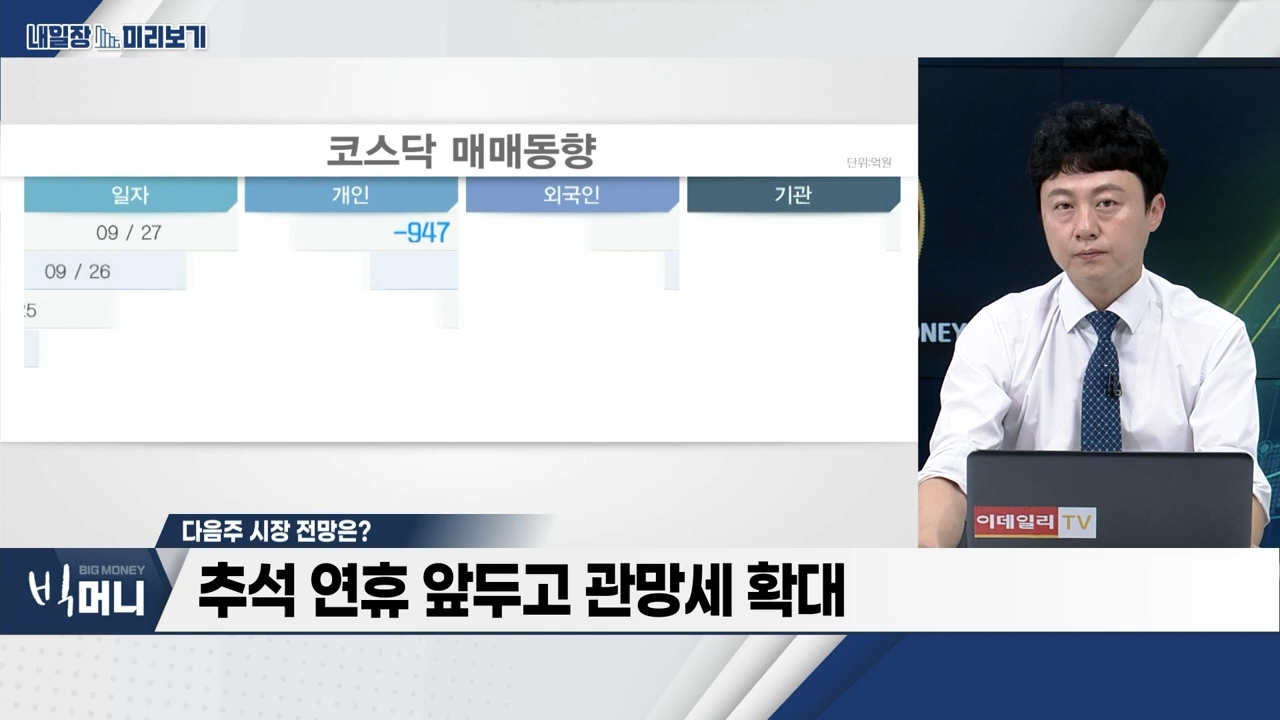 내일장 미리보기
코스닥 매매동향
단위:억원
일자 개인 외국인 기관
09 / 27 -947
09 / 26
25
NEY
이데일리 TV
다음주 시장 전망은?
BIG MONEY
빅머니
추석 연휴 앞두고 관망세 확대